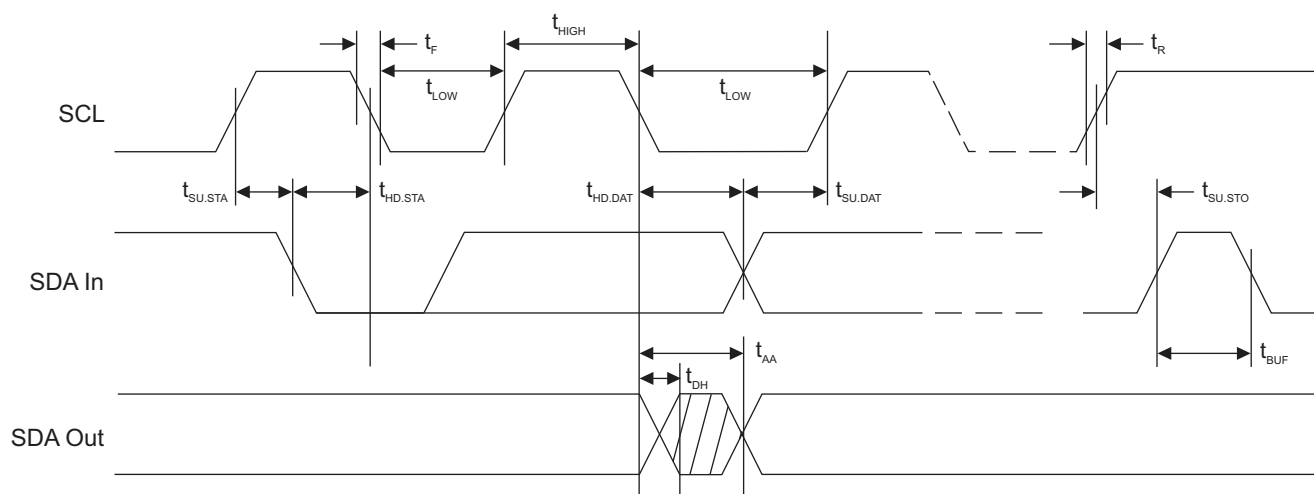 tHIGH
tF
tR
tLOW
tLOW
SCL
tSU.STA
tHD.STA
tHD.DAT
tSU.DAT
tSU.STO
SDA In
tAA
tBUF
tDH
SDA Out